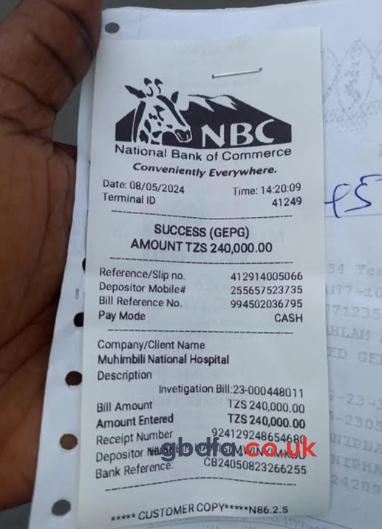 NBC
National Bank of Commerce
Conveniently Everywhere.
Date: 08/05/2024 Time: 14:20:09
Terminal ID 41249
SUCCESS (GEPG)
AMOUNT TZS 240,000.00
Reference/Slip no. 412914005066
Depositor Mobile# 255657523735
Bill Reference No. 994502036795
Pay Mode CASH
Company/Client Name
Muhimbili National Hospital
Description
Invetigation Bill:23-000448011
Bill Amount TZS 240,000.00
Amount Entered TZS 240,000.00
Receipt Number 924129248654680
Depositor
Bank Reference: CB24050823266255
gbdfa.co.uk
***** CUSTOMER COPY*****N86.2.5